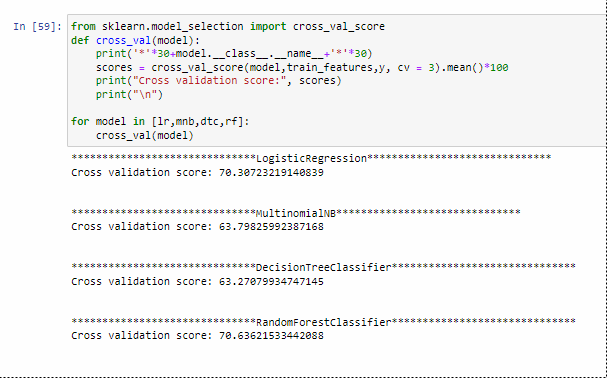 In [59]: from sklearn.model_selection import cross_val_score
def cross_val(model):
    print('*'*30+model.__class__.__name__+'*'*30)
    scores = cross_val_score(model,train_features,y, cv = 3).mean()*100
    print("Cross validation score:", scores)
    print("\n")
for model in [lr,mnb,dtc,rf]:
    cross_val(model)
******************************LogisticRegression******************************
Cross validation score: 70.30723219140839
******************************MultinomialNB******************************
Cross validation score: 63.79825992387168
******************************DecisionTreeClassifier******************************
Cross validation score: 63.27079934747145
******************************RandomForestClassifier******************************
Cross validation score: 70.63621533442088